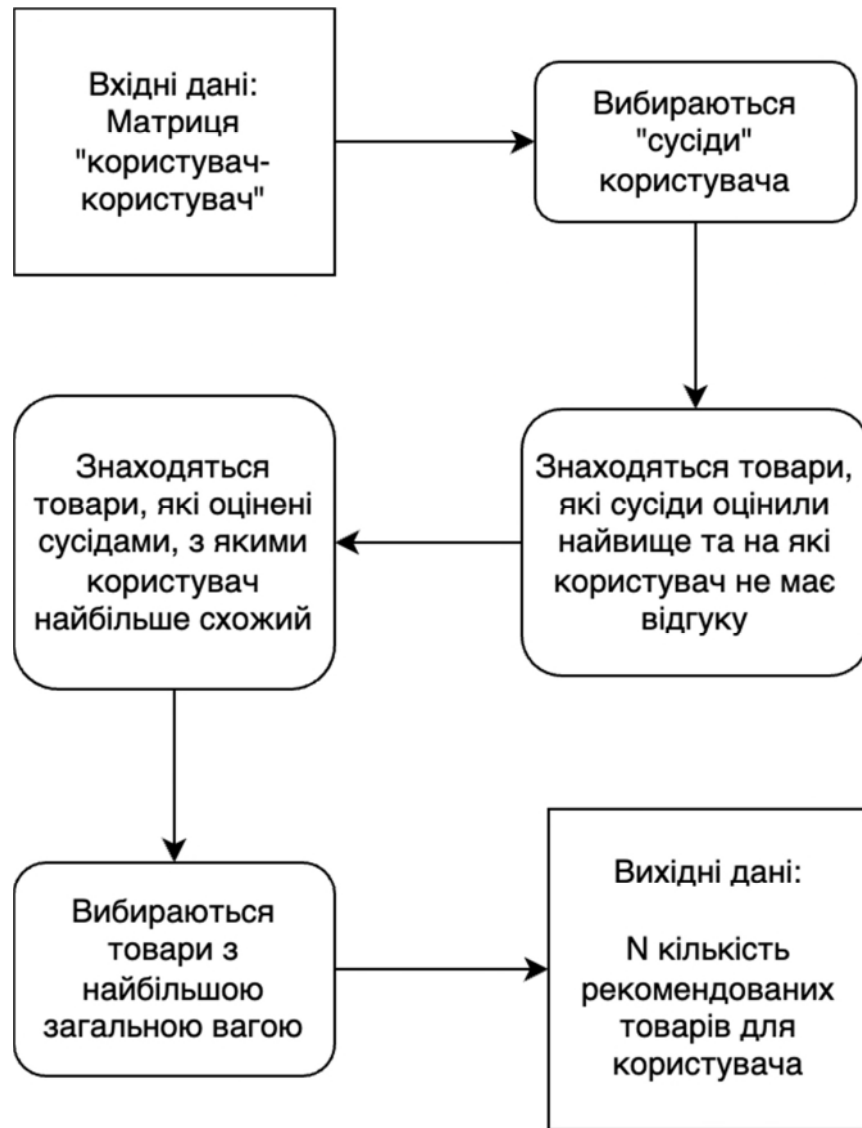 Вхідні дані:
Матриця
"користувач-
користувач"
Вибираються
"сусіди"
користувача
Знаходяться товари,
які сусіди оцінили
найвище та на які
користувач не має
відгуку
Знаходяться
товари, які оцінені
сусідами, з якими
користувач
найбільше схожий
Вибираються
товари з
найбільшою
загальною вагою
Вихідні дані:
N кількість
рекомендованих
товарів для
користувача